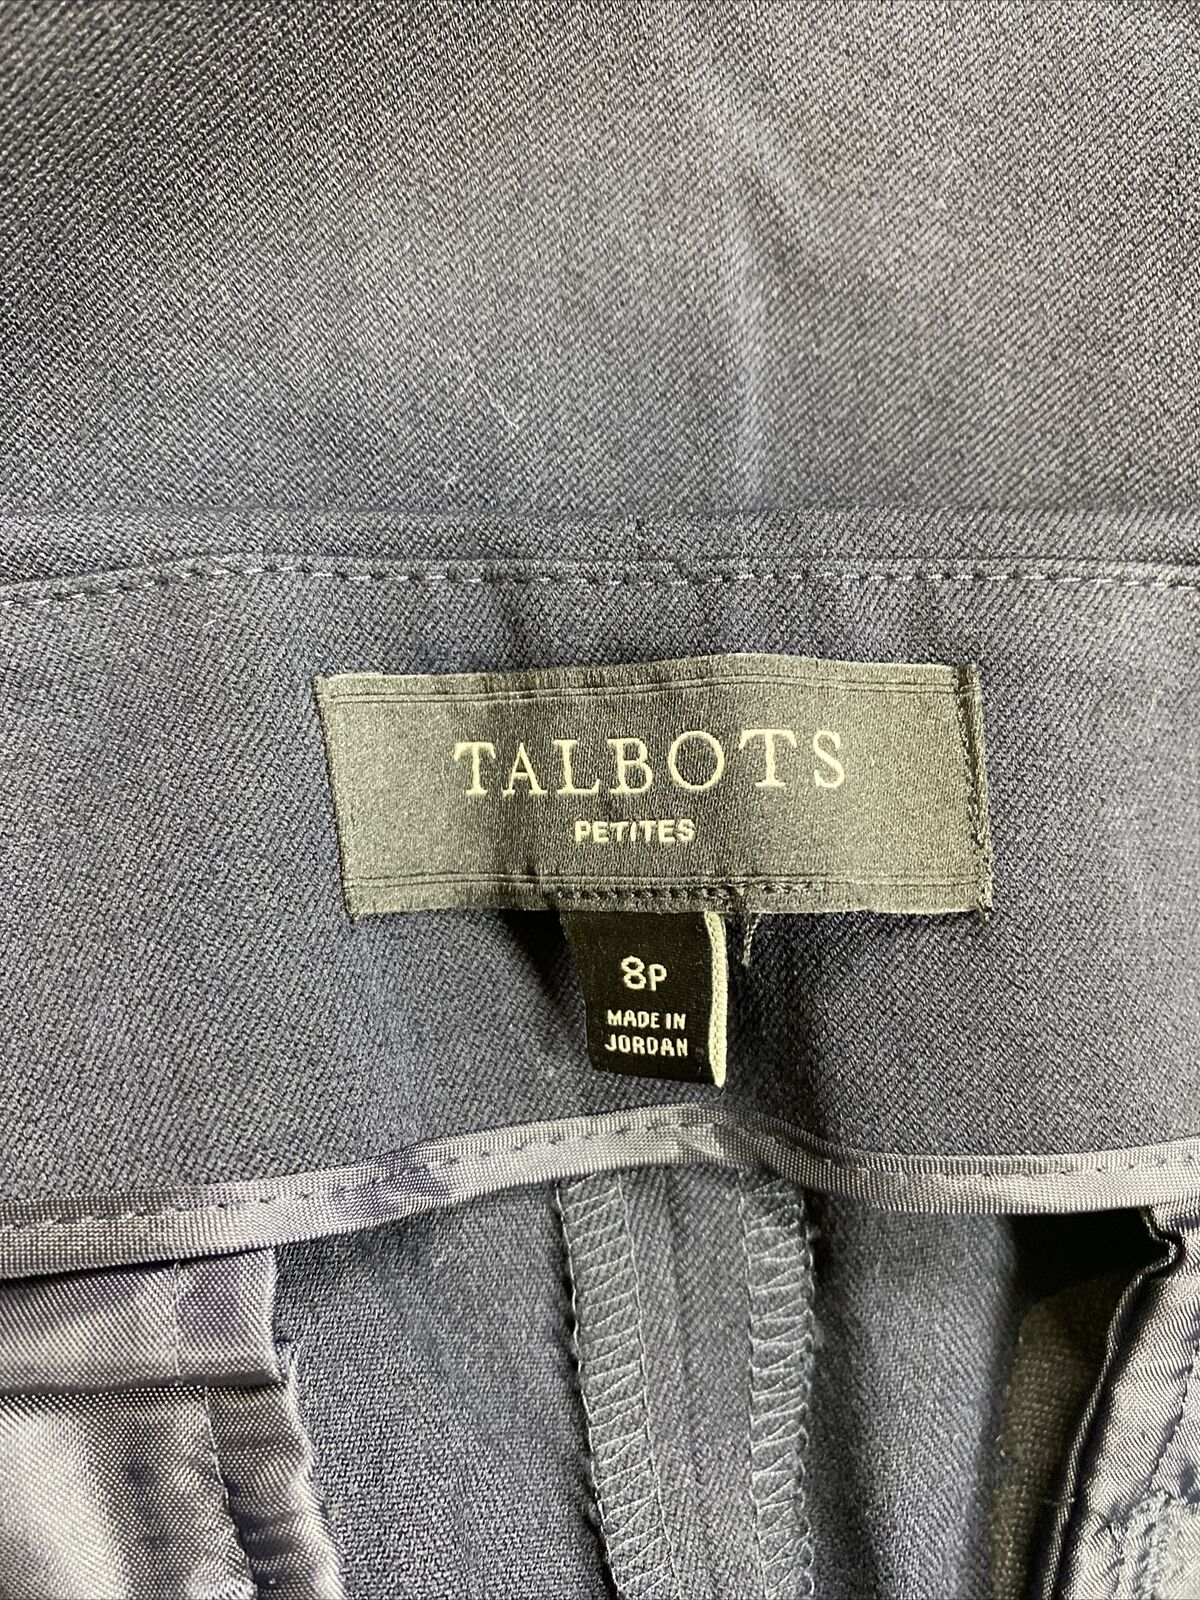 TALBOTS
PETITES
8P
MADE IN
JORDAN